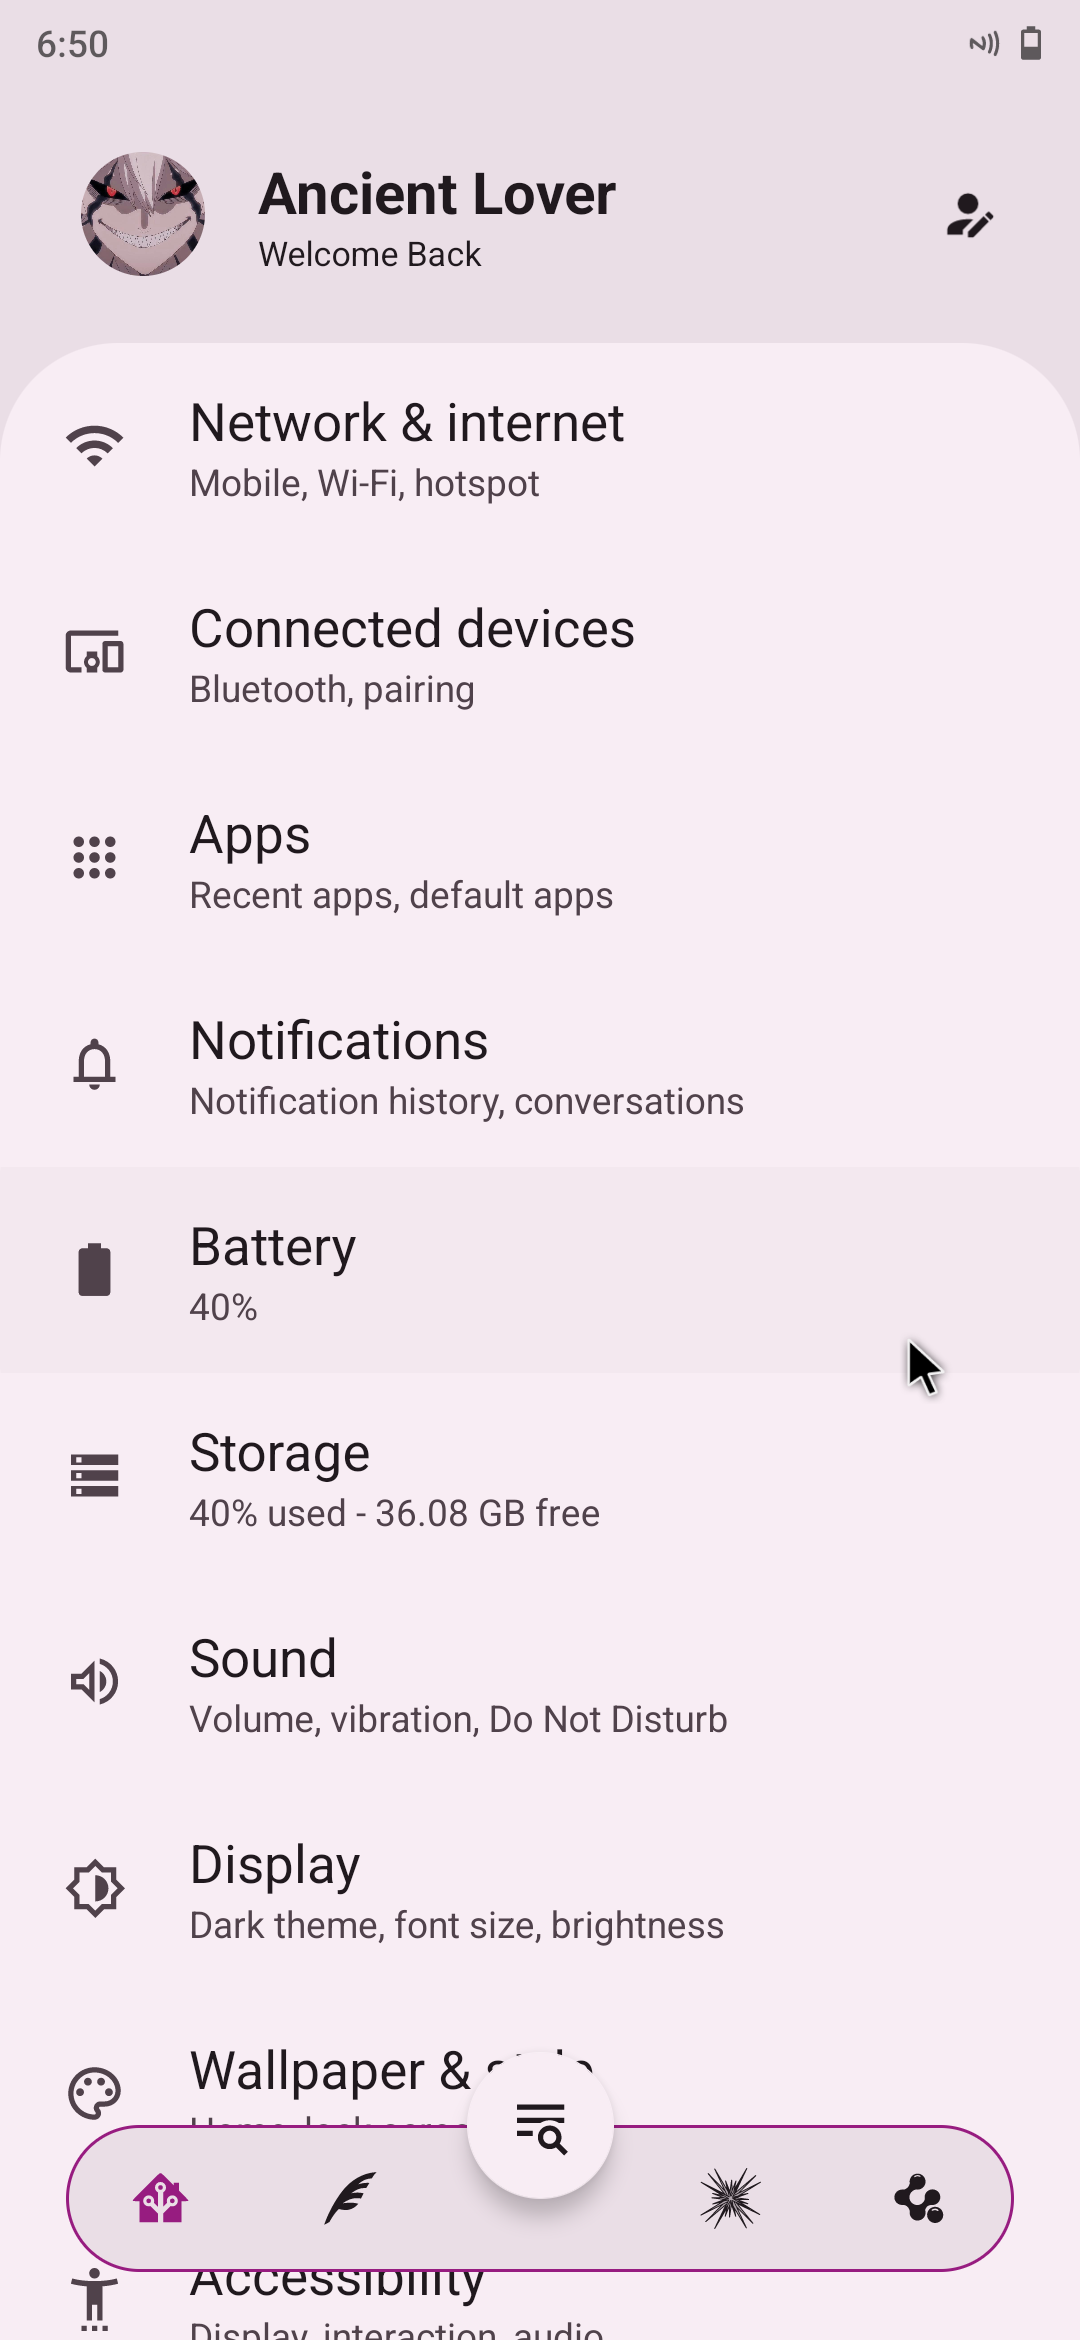 6:50
Ancient Lover
Welcome Back
Network & internet
Mobile, Wi-Fi, hotspot
Connected devices
Bluetooth, pairing
Apps
Recent apps, default apps
Notifications
Notification history, conversations
Battery
40%
Storage
40% used - 36.08 GB free
Sound
Volume, vibration, Do Not Disturb
Display
Dark theme, font size, brightness
Wallpaper &
Accessibility
Display, interaction, audio